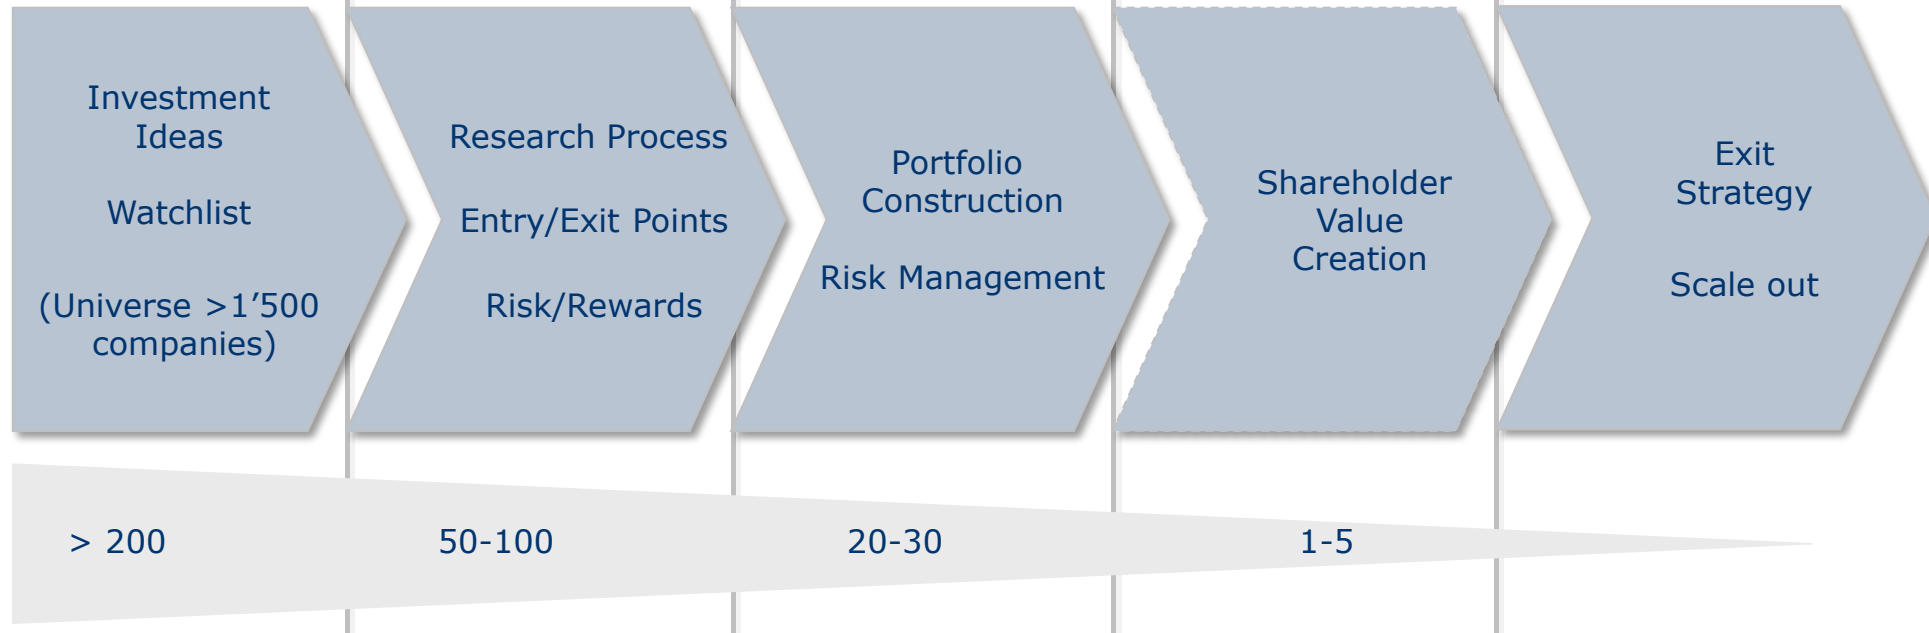 Investment
Ideas
Watchlist
(Universe >1’500
companies)
Research Process
Entry/Exit Points
Risk/Rewards
Portfolio
Construction
Risk Management
Shareholder
Value
Creation
Exit
Strategy
Scale out
> 200
50-100
20-30
1-5